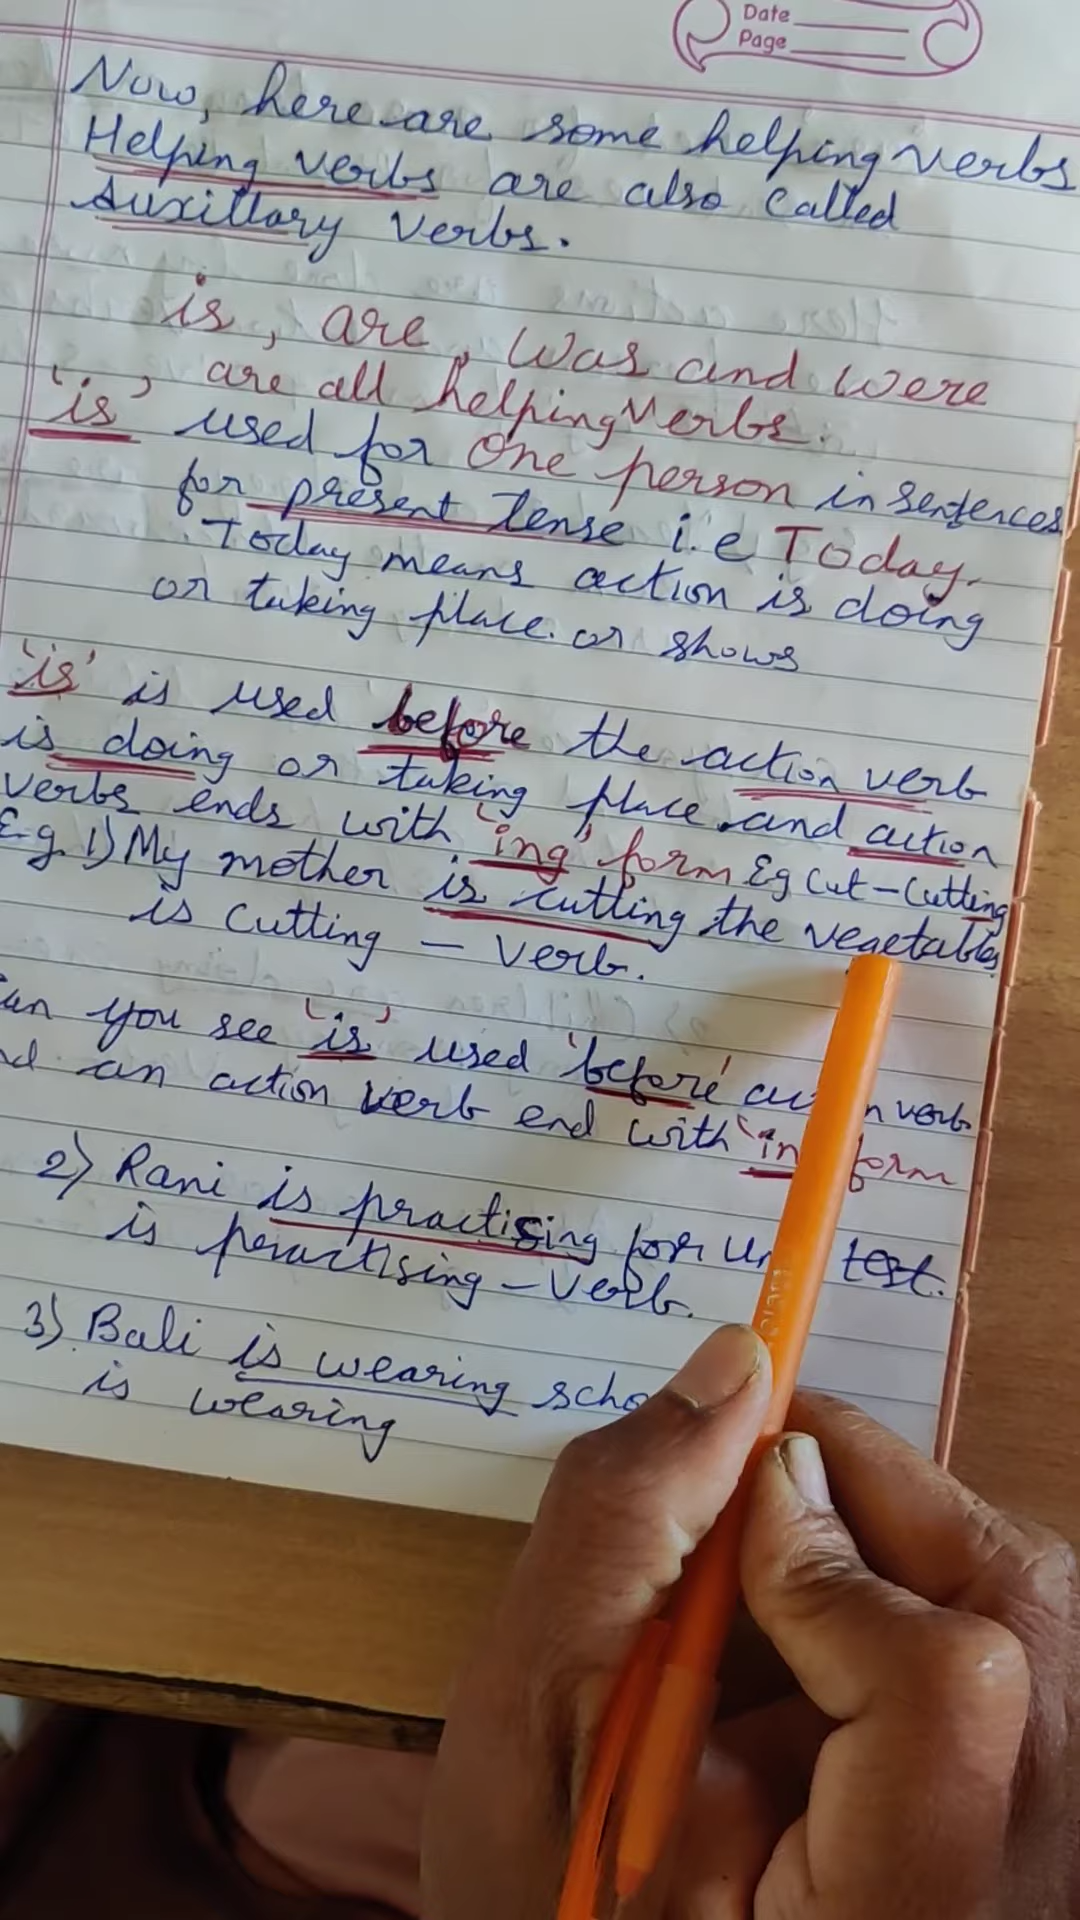 Date
Page
Now, here are some helping verbs
Helping verbs are also called
Auxillary verbs.
is, are, was and were
are all helping verbs.
'is' used for one person in sentences
for present tense i.e Today.
Today means action is doing
or taking place. or shows
'is' is used before the action verb
is doing or taking place and action
verbs ends with 'ing' form Eg Cut - Cutting
E.g. 1) My mother is cutting the vegetables
is cutting - verb.
you see 'is' used 'before' verb
an action verb end with form
2) Rani is practising for test.
is practising - verb.
3) Bali is wearing
is wearing